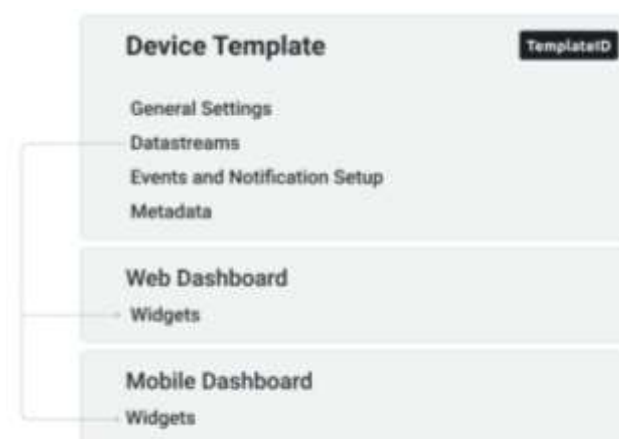 Device Template
TemplateID
General Settings
Datastreams
Events and Notification Setup
Metadata
Web Dashboard
Widgets
Mobile Dashboard
Widgets